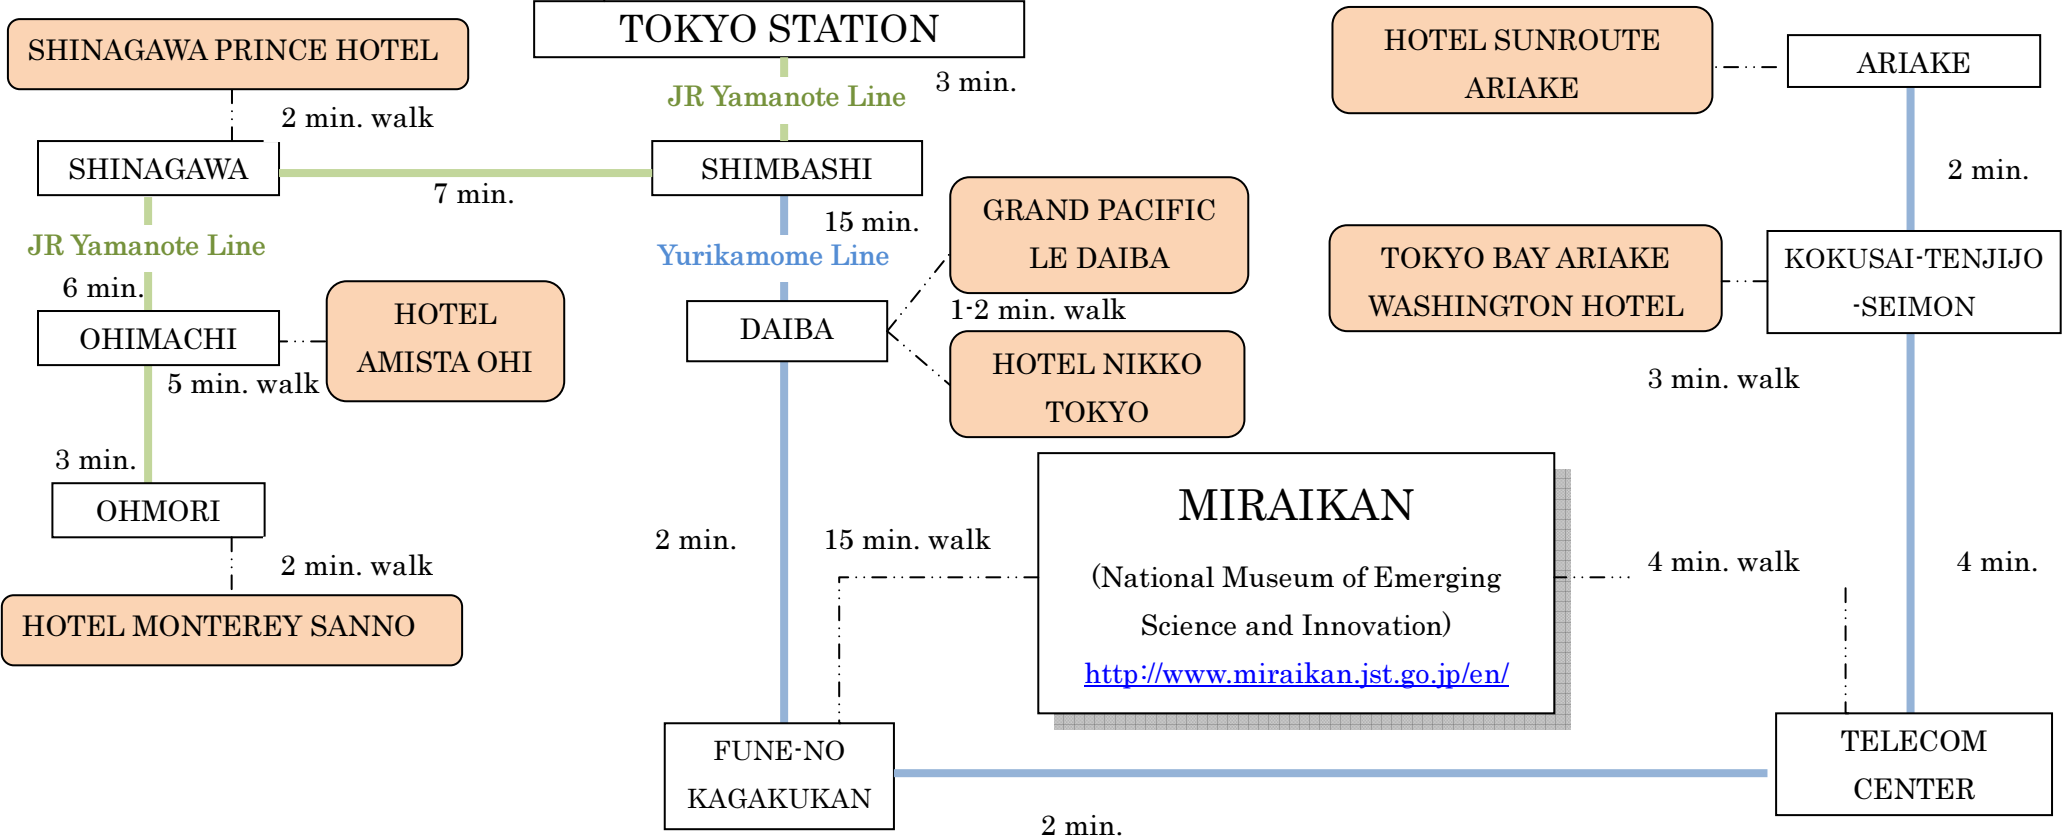 TOKYO STATION
3 min.
JR Yamanote Line
SHINAGAWA PRINCE HOTEL
2 min. walk
SHINAGAWA
7 min.
SHIMBASHI
JR Yamanote Line
6 min.
OHIMACHI
5 min. walk
HOTEL
AMISTA OHI
3 min.
OHMORI
2 min. walk
HOTEL MONTEREY SANNO
15 min.
Yurikamome Line
DAIBA
GRAND PACIFIC
LE DAIBA
1-2 min. walk
HOTEL NIKKO
TOKYO
2 min.
15 min. walk
MIRAIKAN
(National Museum of Emerging
Science and Innovation)
http://www.miraikan.jst.go.jp/en/
4 min. walk
FUNE-NO
KAGAKUKAN
2 min.
TELECOM
CENTER
4 min.
HOTEL SUNROUTE
ARIAKE
ARIAKE
2 min.
TOKYO BAY ARIAKE
WASHINGTON HOTEL
KOKUSAI-TENJIJO
-SEIMON
3 min. walk